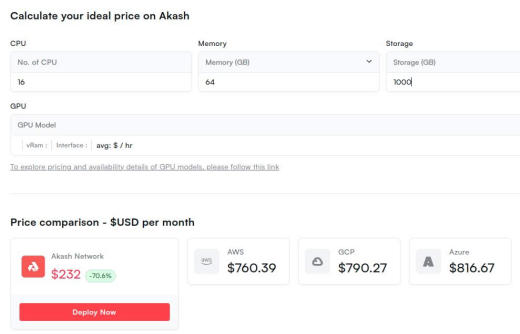 Calculate your ideal price on Akash
CPU
Memory
Storage
No. of CPU
Memory (GB)
Storage (GB)
16
64
1000
GPU
GPU Model
vRam : Interface : avg: $ / hr
To explore pricing and availability details of GPU models, please follow this link
Price comparison - $USD per month
Akash Network
$232 -70.6%
Deploy Now
aws
AWS
$760.39
GCP
$790.27
Azure
$816.67